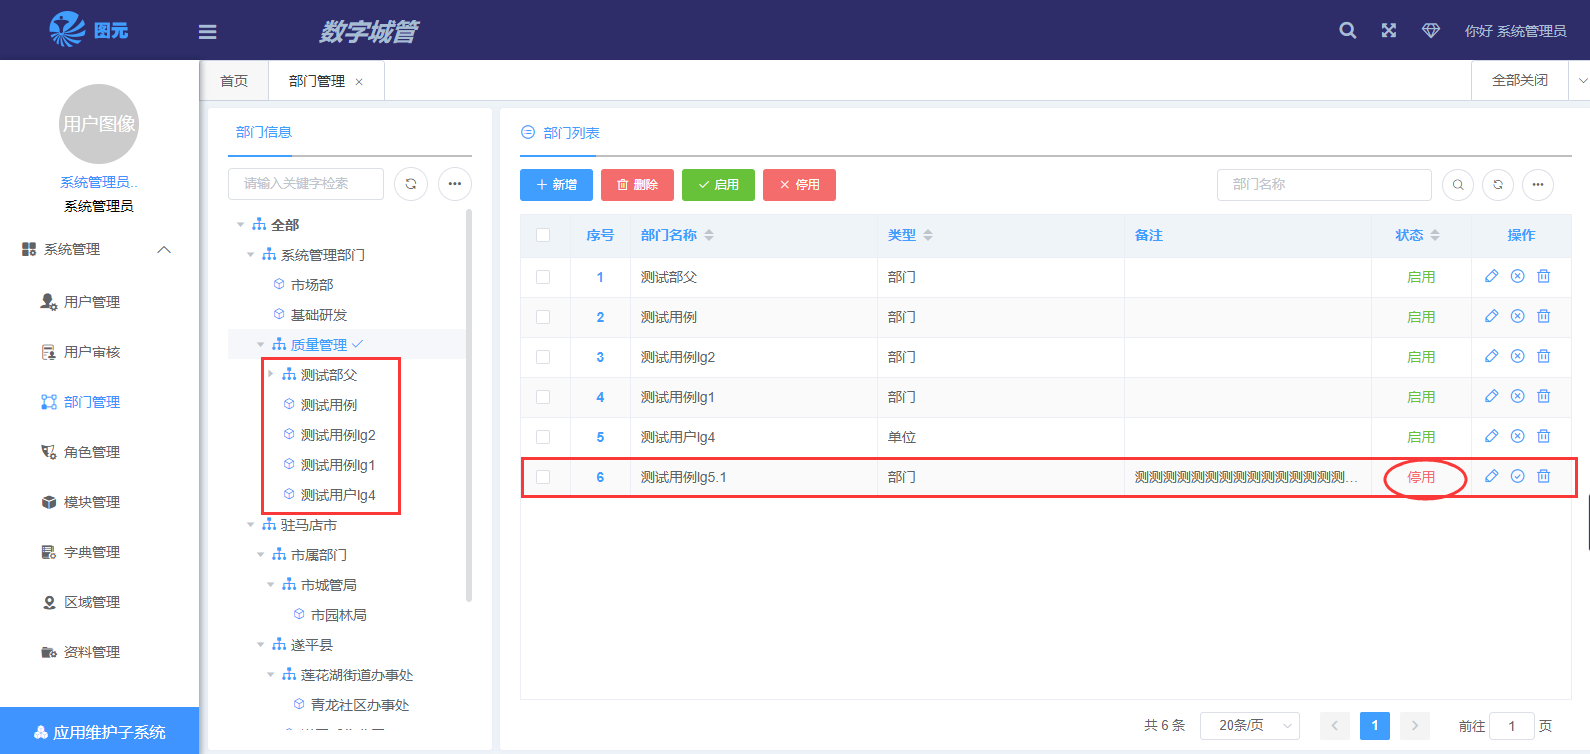 图元
数字城管
你好 系统管理员
首页
部门管理
全部关闭
用户图像
系统管理员..
系统管理员
系统管理
用户管理
用户审核
部门管理
角色管理
模块管理
字典管理
区域管理
资料管理
应用维护子系统
部门信息
请输入关键字检索
全部
系统管理部门
市场部
基础研发
质量管理
测试部父
测试用例
测试用例lg2
测试用例lg1
测试用户lg4
驻马店市
市属部门
市城管局
市园林局
遂平县
莲花湖街道办事处
青龙社区办事处
部门列表
新增 删除 启用 停用
部门名称
序号 部门名称 类型 备注 状态 操作
1 测试部父 部门 启用
2 测试用例 部门 启用
3 测试用例lg2 部门 启用
4 测试用例lg1 部门 启用
5 测试用户lg4 单位 启用
6 测试用例lg5.1 部门 测测测测测测测测测测测测测测测... 停用
共 6 条 20条/页 1 前往 1 页